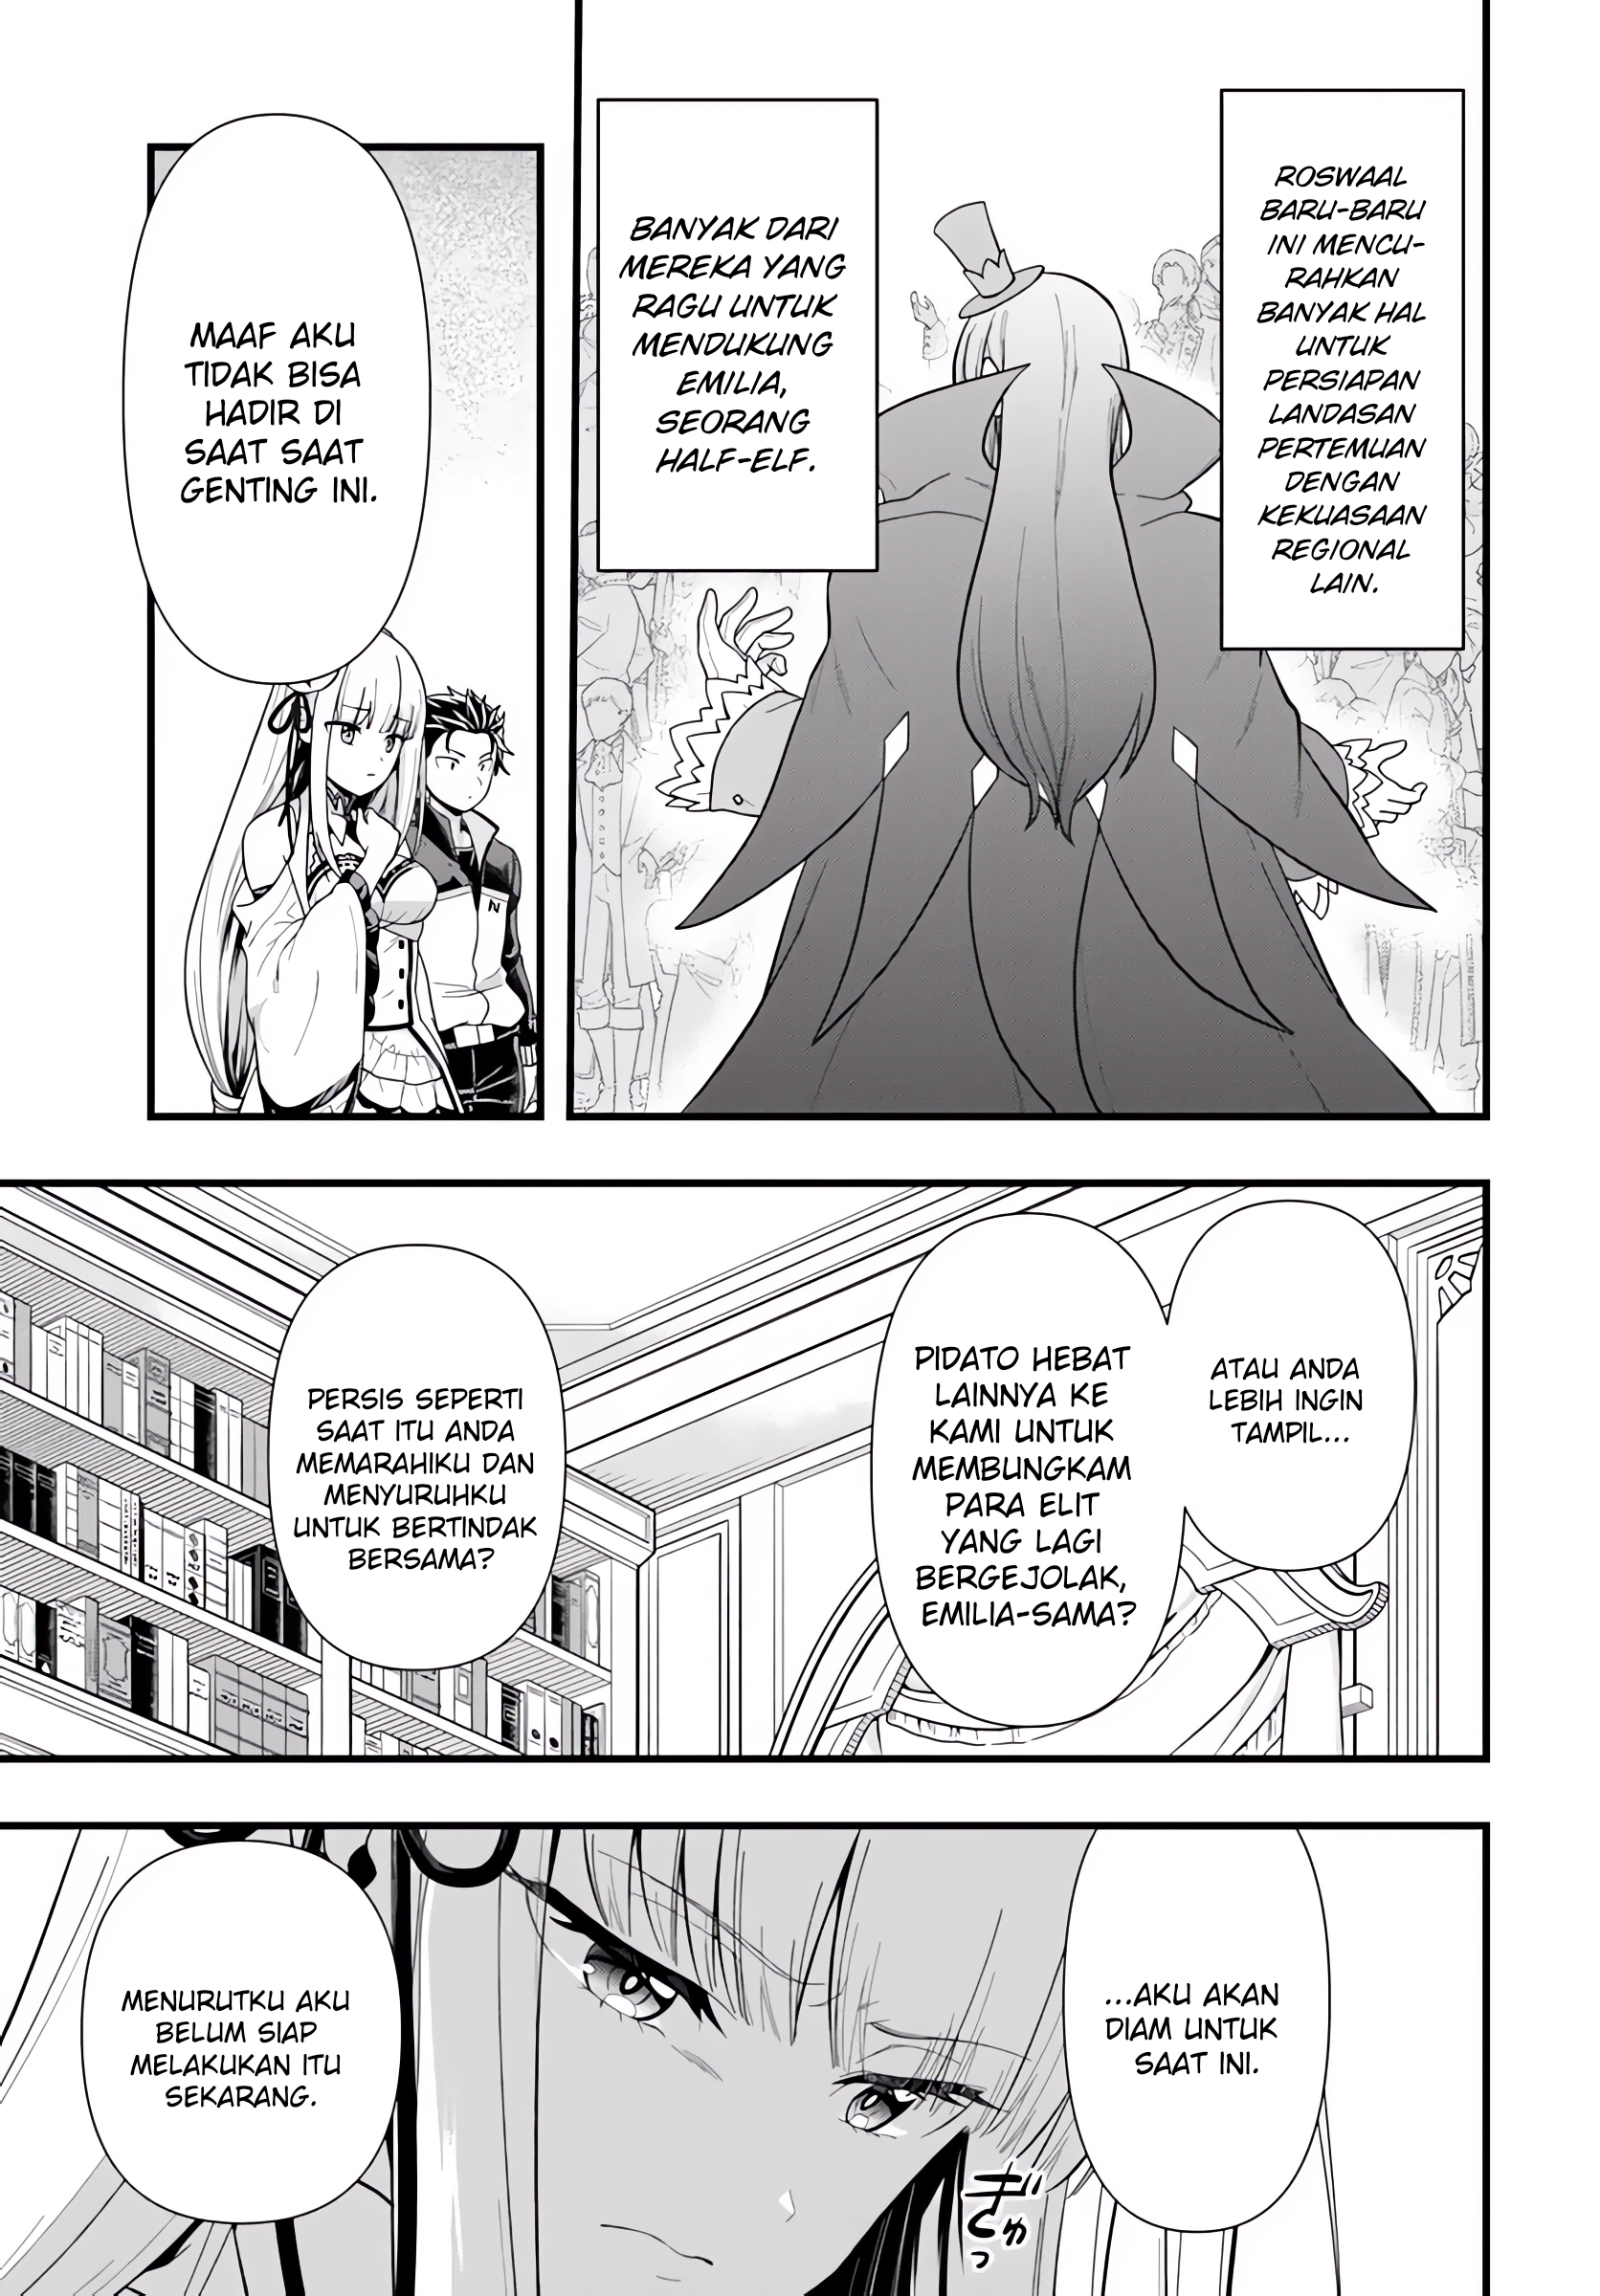 ROSWAAL
BARU-BARU
INI MENCU-
RAHKAN
BANYAK HAL
UNTUK
PERSIAPAN
LANDASAN
PERTEMUAN
DENGAN
KEKUASAAN
REGIONAL
LAIN.
BANYAK DARI
MEREKA YANG
RAGU UNTUK
MENDUKUNG
EMILIA,
SEORANG
HALF-ELF.
MAAF AKU
TIDAK BISA
HADIR DI
SAAT SAAT
GENTING INI.
N
ATAU ANDA
LEBIH INGIN
TAMPIL...
PIDATO HEBAT
LAINNYA KE
KAMI UNTUK
MEMBUNGKAM
PARA ELIT
YANG LAGI
BERGEJOLAK,
EMILIA-SAMA?
PERSIS SEPERTI
SAAT ITU ANDA
MEMARAHIKU DAN
MENYURUHKU
UNTUK BERTINDAK
BERSAMA?
...AKU AKAN
DIAM UNTUK
SAAT INI.
MENURUTKU AKU
BELUM SIAP
MELAKUKAN ITU
SEKARANG.
ぎゅっ